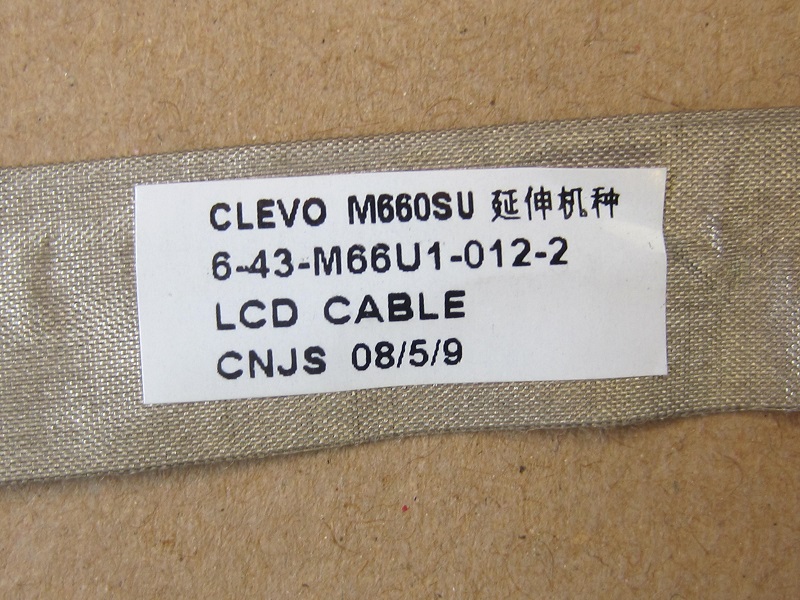 CLEVO M660SU 延伸机种
6-43-M66U1-012-2
LCD CABLE
CNJS 08/5/9